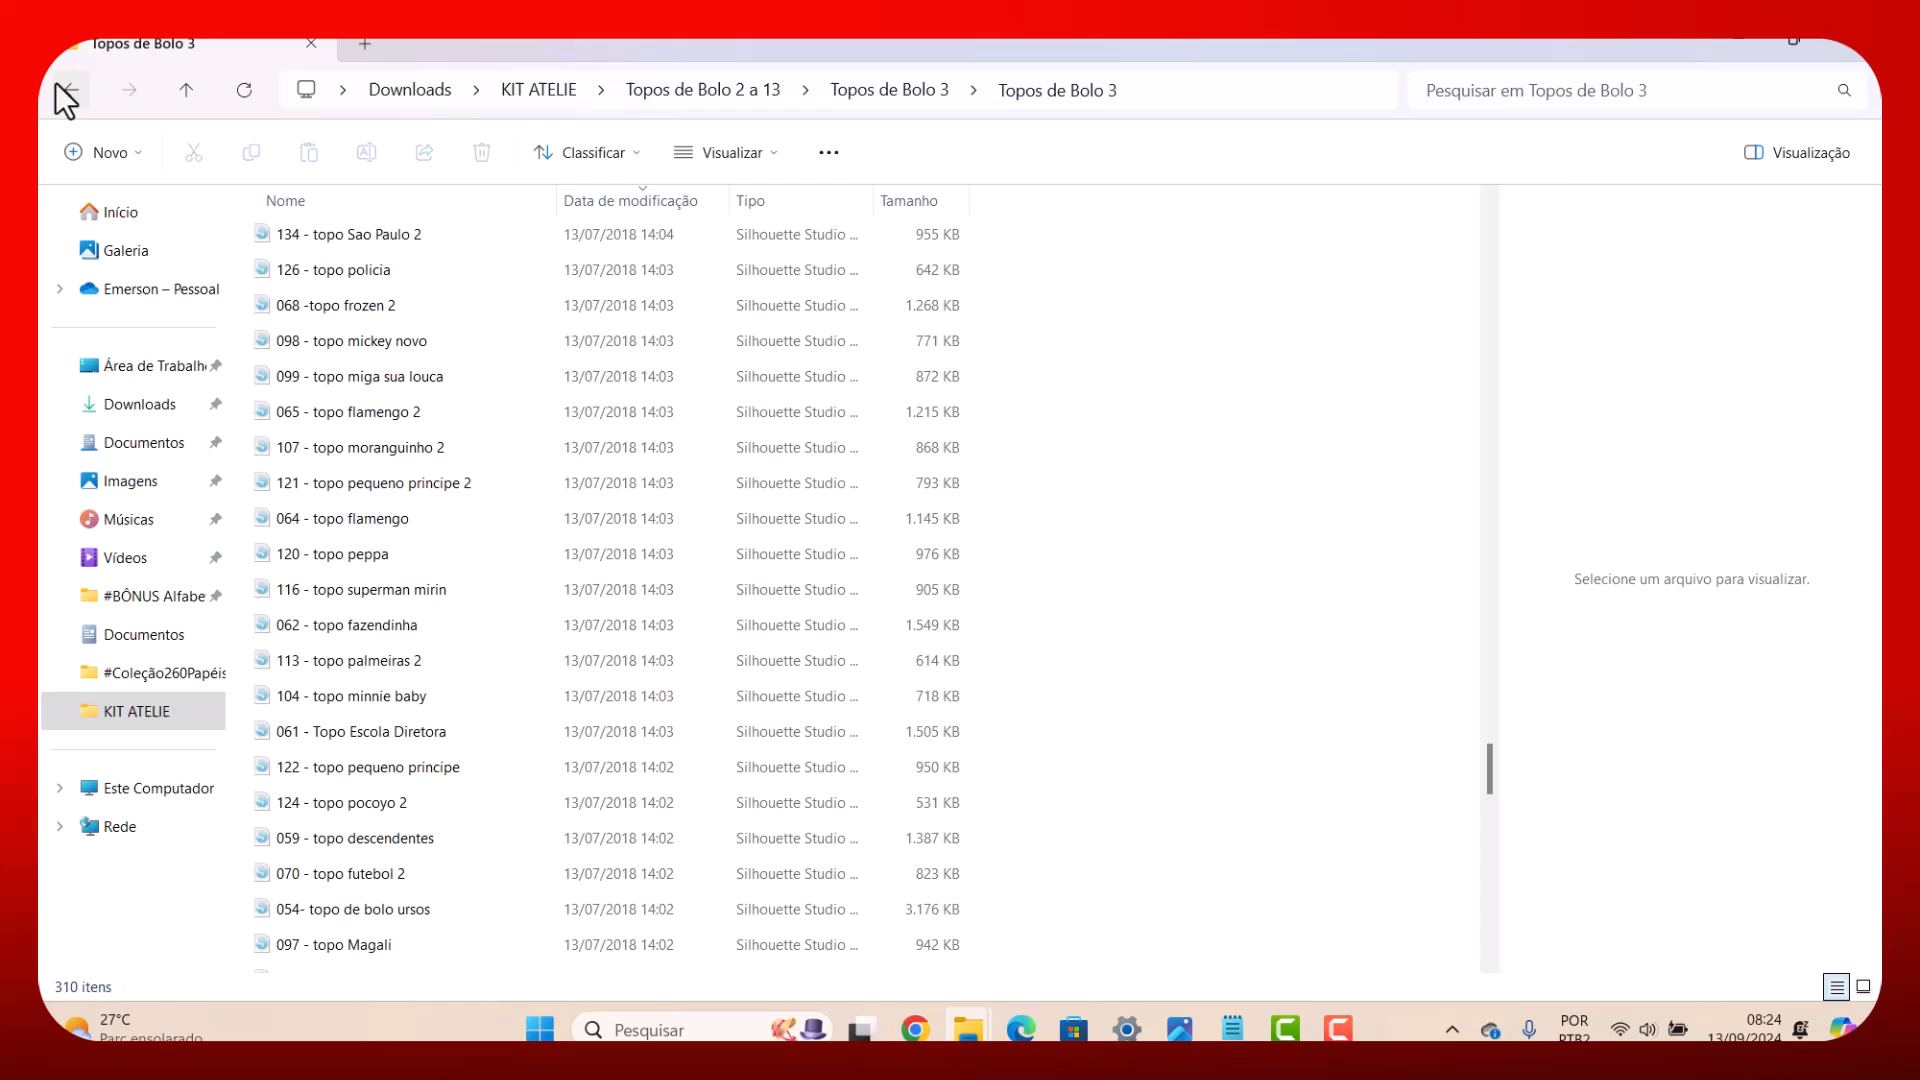 Topos de Bolo 3
Downloads KIT ATELIE Topos de Bolo 2 a 13 Topos de Bolo 3 Topos de Bolo 3
Pesquisar em Topos de Bolo 3
Novo
Classificar
Visualizar
Visualização
Início
Galeria
Emerson – Pessoal
Área de Trabalh
Downloads
Documentos
Imagens
Músicas
Vídeos
#BÔNUS Alfabe
Documentos
#Coleção260Papéis
KIT ATELIE
Este Computador
Rede
Nome Data de modificação Tipo Tamanho
134 - topo Sao Paulo 2 13/07/2018 14:04 Silhouette Studio ... 955 KB
126 - topo policia 13/07/2018 14:03 Silhouette Studio ... 642 KB
068 -topo frozen 2 13/07/2018 14:03 Silhouette Studio ... 1.268 KB
098 - topo mickey novo 13/07/2018 14:03 Silhouette Studio ... 771 KB
099 - topo miga sua louca 13/07/2018 14:03 Silhouette Studio ... 872 KB
065 - topo flamengo 2 13/07/2018 14:03 Silhouette Studio ... 1.215 KB
107 - topo moranguinho 2 13/07/2018 14:03 Silhouette Studio ... 868 KB
121 - topo pequeno principe 2 13/07/2018 14:03 Silhouette Studio ... 793 KB
064 - topo flamengo 13/07/2018 14:03 Silhouette Studio ... 1.145 KB
120 - topo peppa 13/07/2018 14:03 Silhouette Studio ... 976 KB
116 - topo superman mirin 13/07/2018 14:03 Silhouette Studio ... 905 KB
062 - topo fazendinha 13/07/2018 14:03 Silhouette Studio ... 1.549 KB
113 - topo palmeiras 2 13/07/2018 14:03 Silhouette Studio ... 614 KB
104 - topo minnie baby 13/07/2018 14:03 Silhouette Studio ... 718 KB
061 - Topo Escola Diretora 13/07/2018 14:03 Silhouette Studio ... 1.505 KB
122 - topo pequeno principe 13/07/2018 14:02 Silhouette Studio ... 950 KB
124 - topo pocoyo 2 13/07/2018 14:02 Silhouette Studio ... 531 KB
059 - topo descendentes 13/07/2018 14:02 Silhouette Studio ... 1.387 KB
070 - topo futebol 2 13/07/2018 14:02 Silhouette Studio ... 823 KB
054- topo de bolo ursos 13/07/2018 14:02 Silhouette Studio ... 3.176 KB
097 - topo Magali 13/07/2018 14:02 Silhouette Studio ... 942 KB
Selecione um arquivo para visualizar.
310 itens
27°C
Parc ensolarado
Pesquisar
POR
PTB2
08:24
13/09/2024